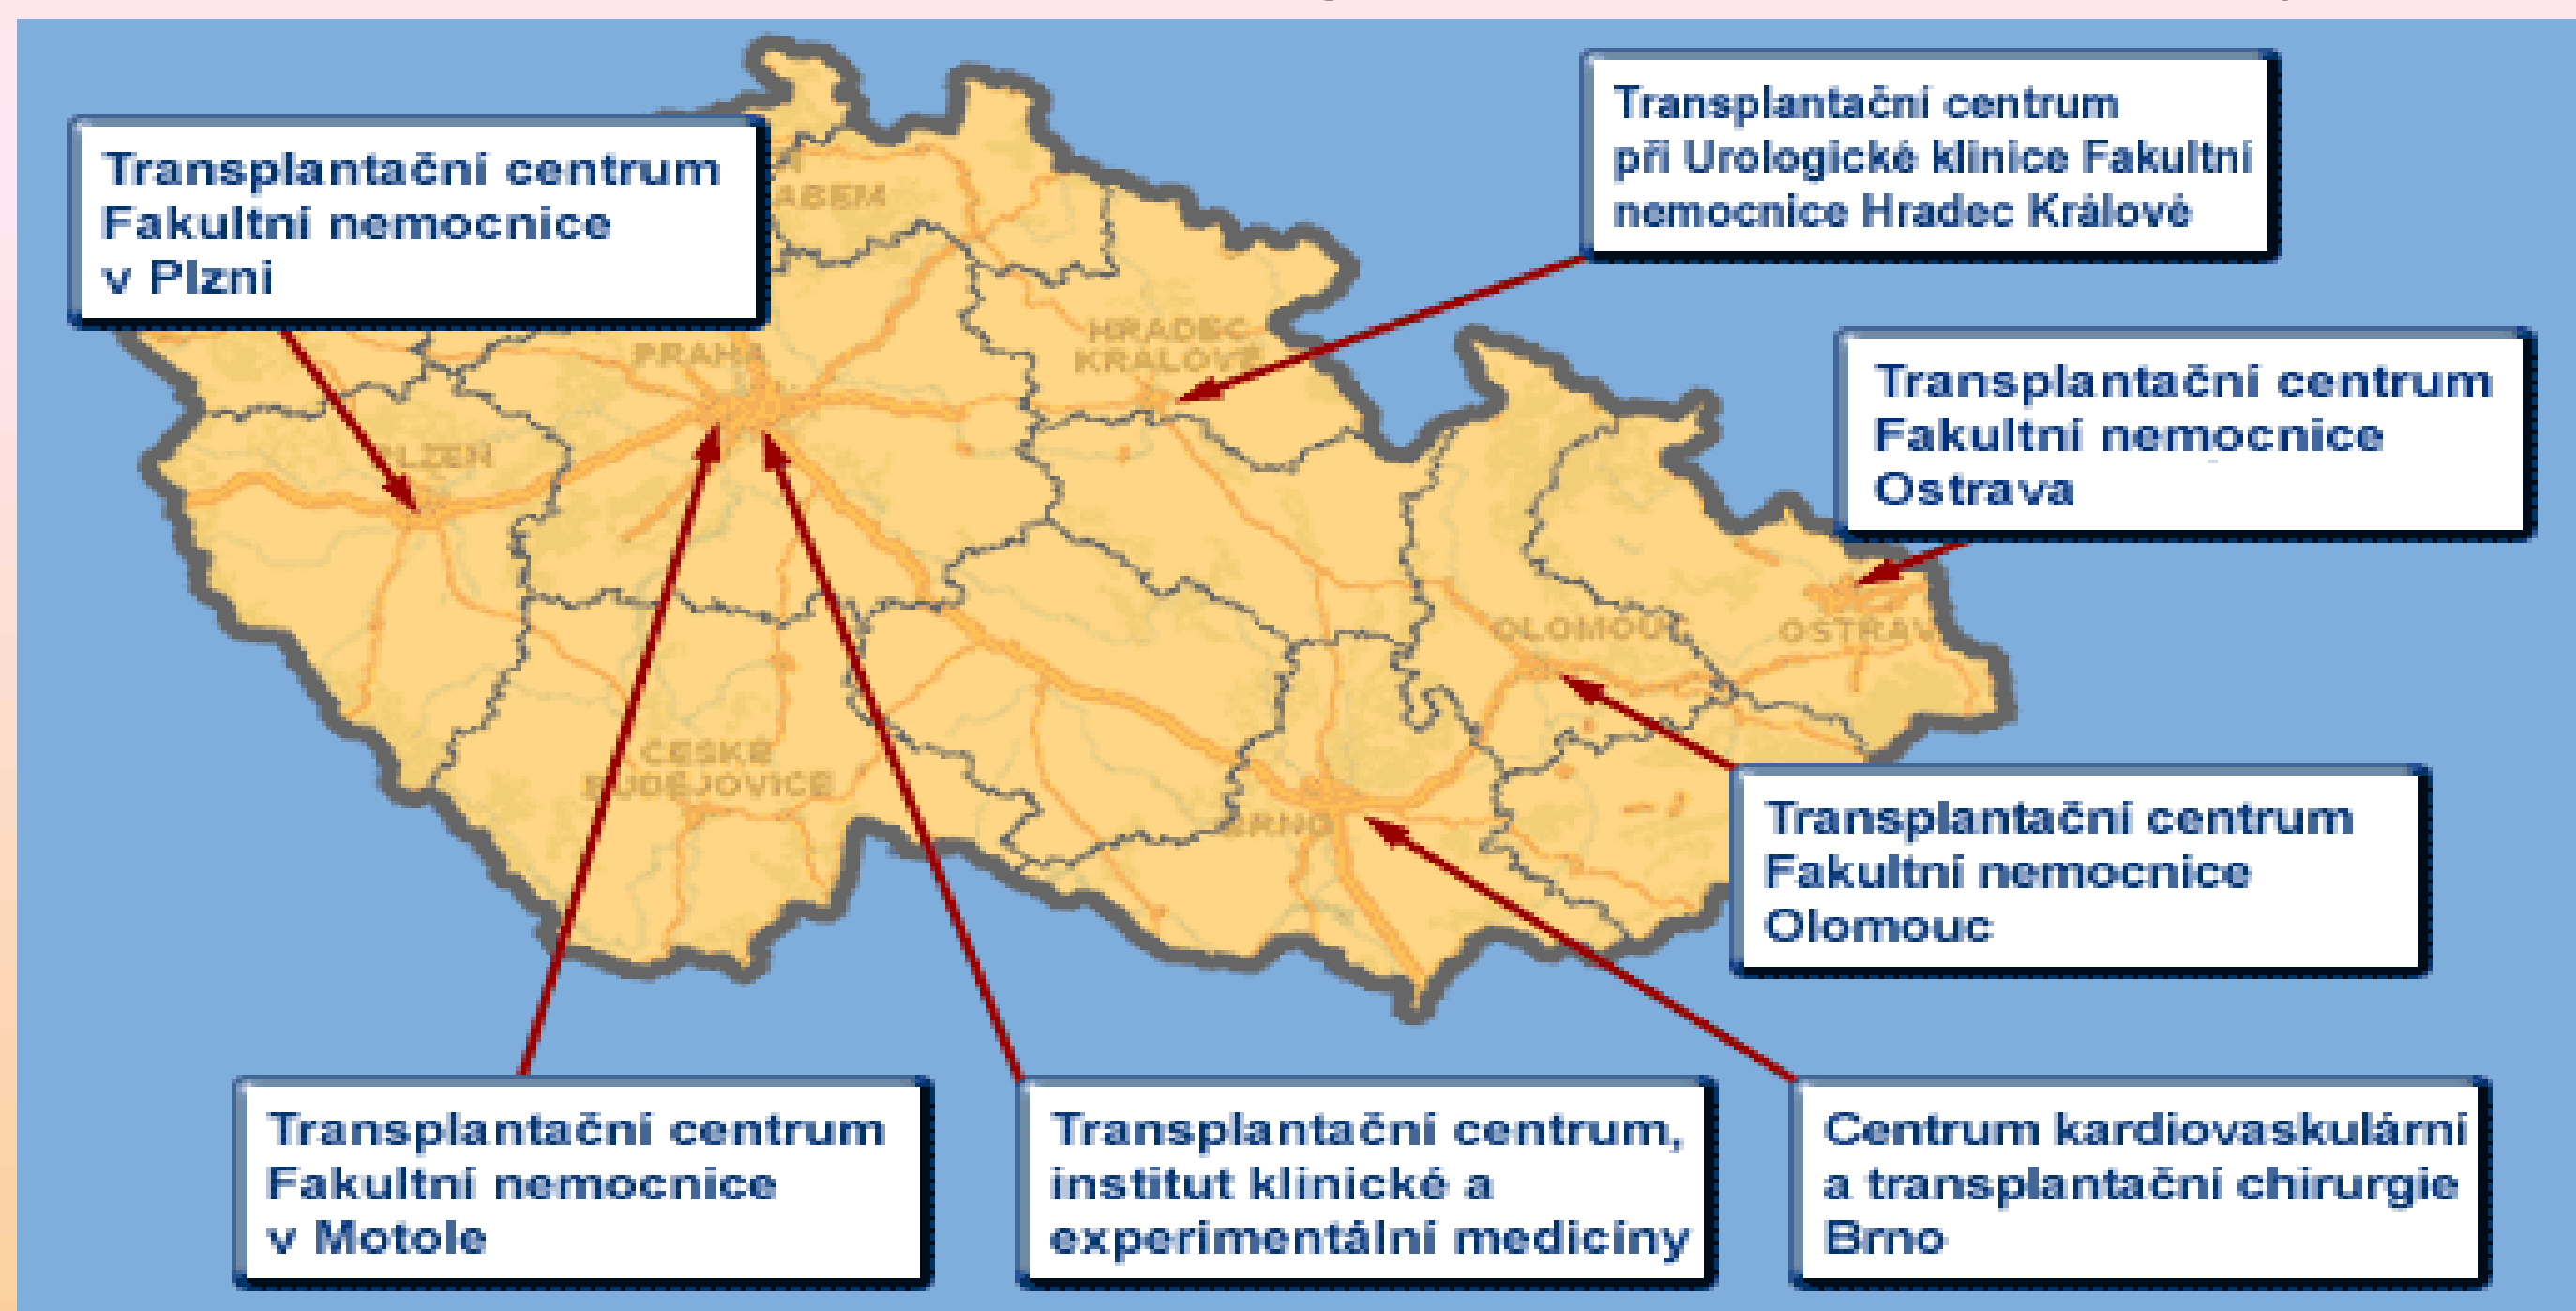 Transplantační centrum
Fakultní nemocnice
v Plzni
Transplantační centrum
při Urologické klinice Fakultní
nemocnice Hradec Králové
Transplantační centrum
Fakultní nemocnice
Ostrava
Transplantační centrum
Fakultní nemocnice
Olomouc
Transplantační centrum
Fakultní nemocnice
v Motole
Transplantační centrum,
institut klinické a
experimentální medicíny
Centrum kardiovaskulární
a transplantační chirurgie
Brno
ABEM
PRAHA
HRADEC
KRÁLOVÉ
PLZEŇ
OLOMOUC
OSTRAV
ČESKÉ
BUDĚJOVICE
BRNO